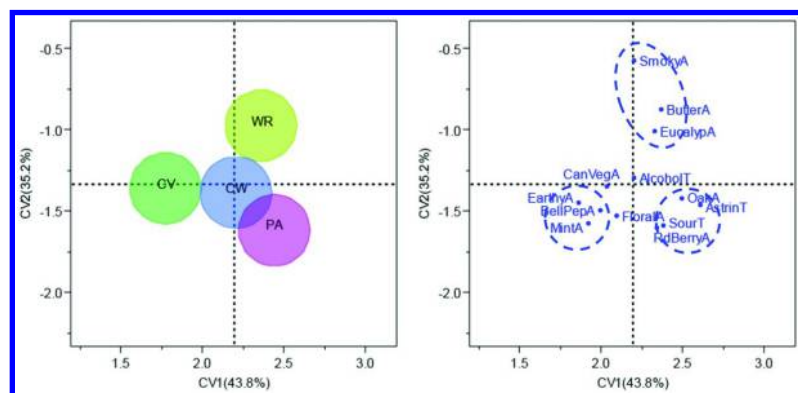 -0.5
-1.0
-1.5
-2.0
CV2(35.2%)
WR
CV
CW
PA
1.5 2.0 2.5 3.0
CV1(43.8%)
-0.5
-1.0
-1.5
-2.0
CV2(35.2%)
SmokyA
ButterA
EucalypA
CanVegA
AlcoholT
EarthyA
OakA
BellPepA
AstrinT
FloralA
MintA
SourT
RdBerryA
1.5 2.0 2.5 3.0
CV1(43.8%)